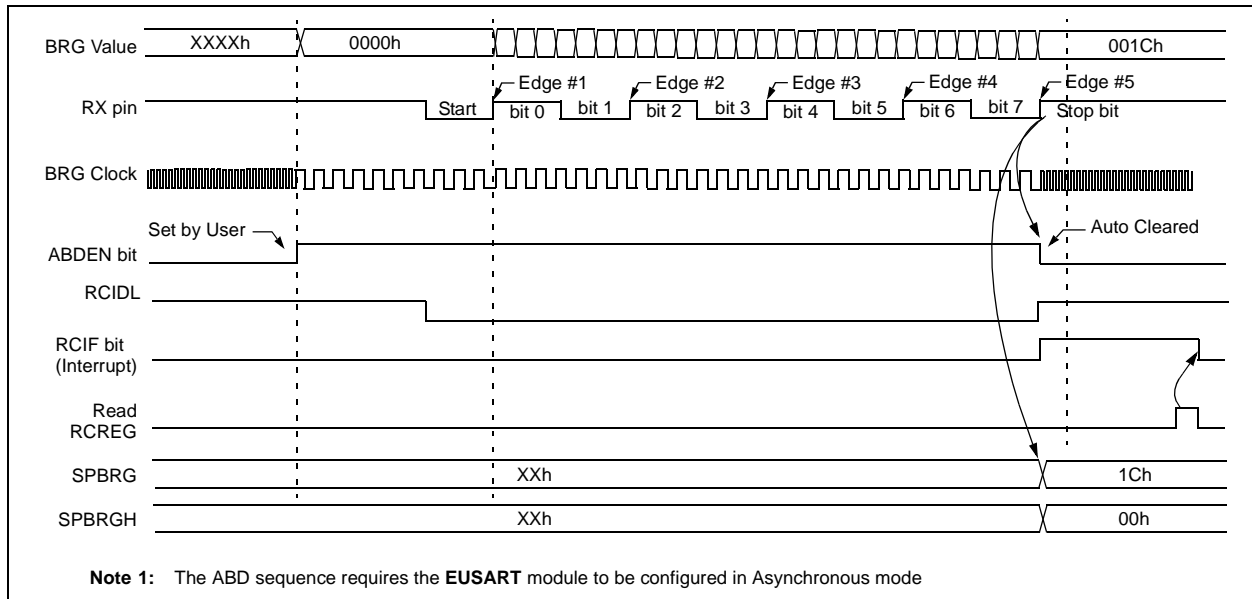 BRG Value XXXXh 0000h 001Ch
Edge #1 Edge #2 Edge #3 Edge #4 Edge #5
RX pin Start bit 0 bit 1 bit 2 bit 3 bit 4 bit 5 bit 6 bit 7 Stop bit
BRG Clock
Set by User Auto Cleared
ABDEN bit
RCIDL
RCIF bit
(Interrupt)
Read
RCREG
SPBRG XXh 1Ch
SPBRGH XXh 00h
Note 1: The ABD sequence requires the EUSART module to be configured in Asynchronous mode